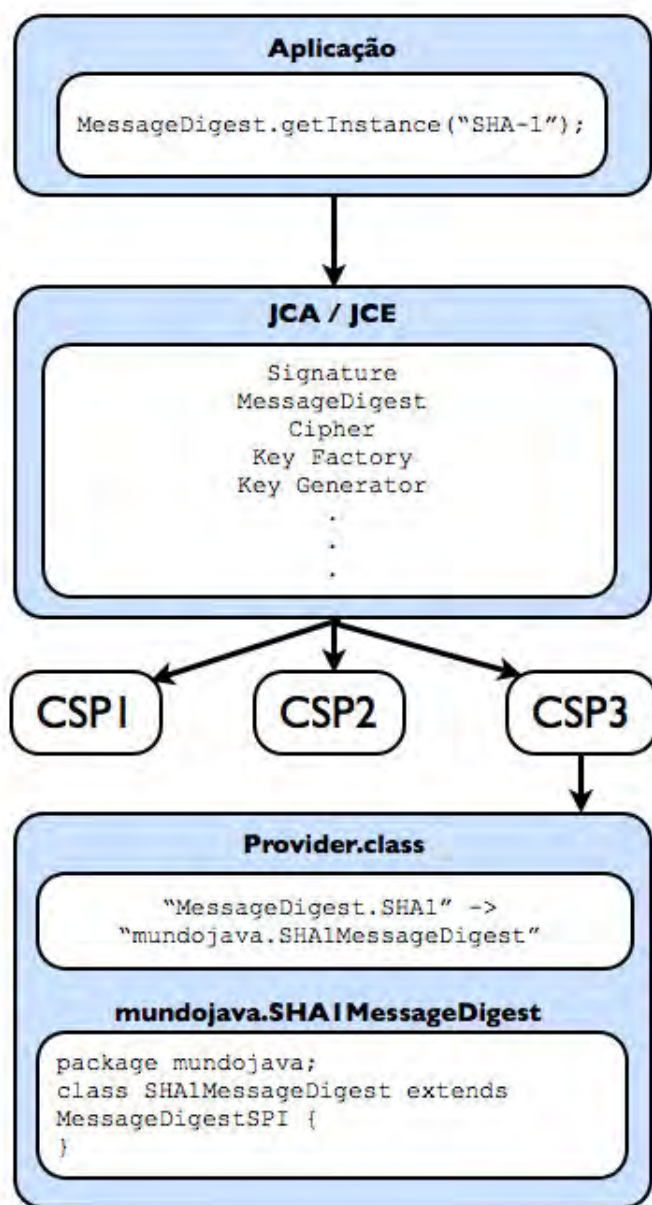 Aplicação
MessageDigest.getInstance(“SHA-1”);
JCA / JCE
Signature
MessageDigest
Cipher
Key Factory
Key Generator
.
.
.
CSP1
CSP2
CSP3
Provider.class
“MessageDigest.SHA1” ->
“mundojava.SHA1MessageDigest”
mundojava.SHA1MessageDigest
package mundojava;
class SHA1MessageDigest extends
MessageDigestSPI {
}